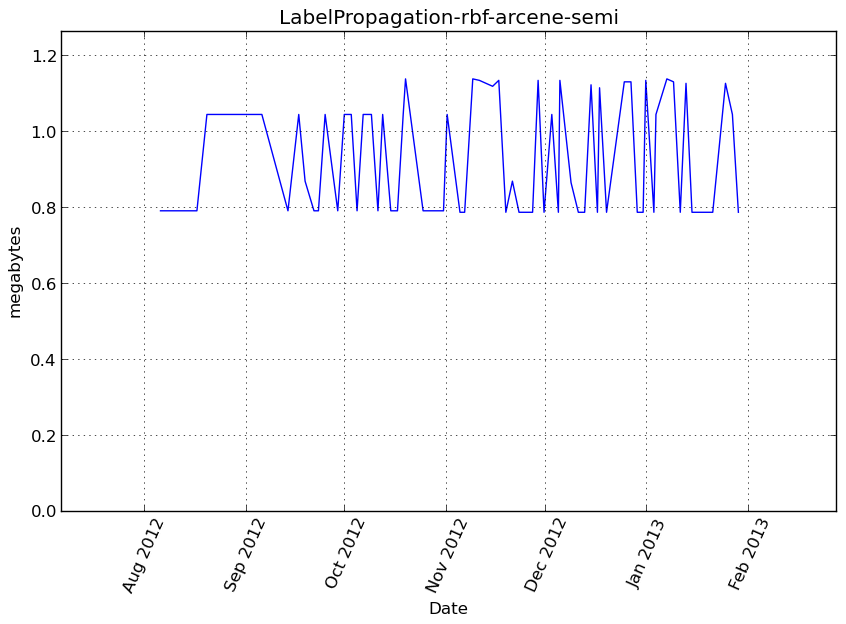 LabelPropagation-rbf-arcene-semi
megabytes
1.2
1.0
0.8
0.6
0.4
0.2
0.0
Aug 2012
Sep 2012
Oct 2012
Nov 2012
Dec 2012
Jan 2013
Feb 2013
Date